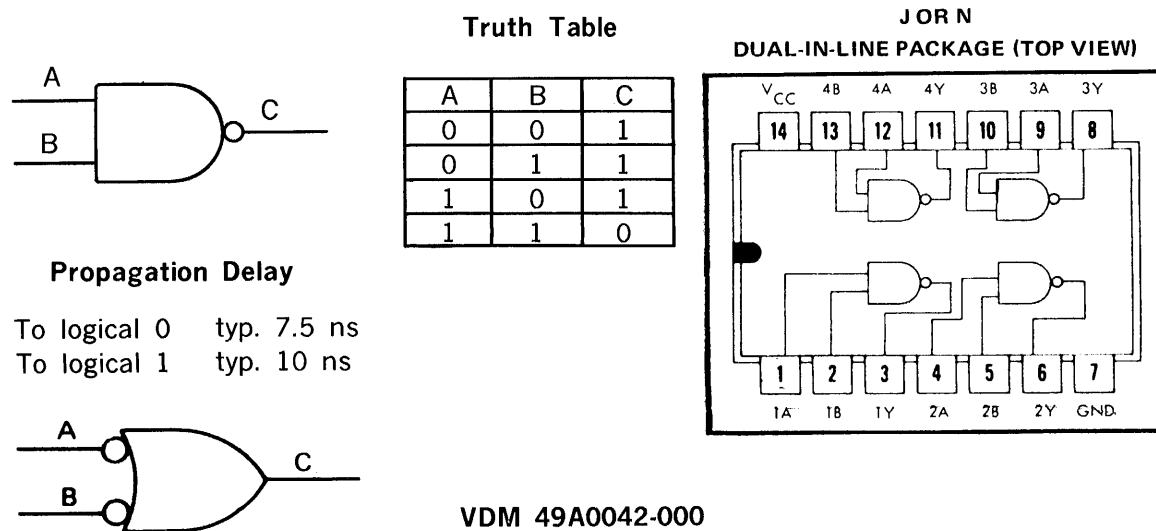 A
B
C
Truth Table
A B C
0 0 1
0 1 1
1 0 1
1 1 0
Propagation Delay
To logical 0 typ. 7.5 ns
To logical 1 typ. 10 ns
A
B
C
J OR N
DUAL-IN-LINE PACKAGE (TOP VIEW)
VCC 4B 4A 4Y 3B 3A 3Y
14 13 12 11 10 9 8
1 2 3 4 5 6 7
1A 1B 1Y 2A 2B 2Y GND
VDM 49A0042-000